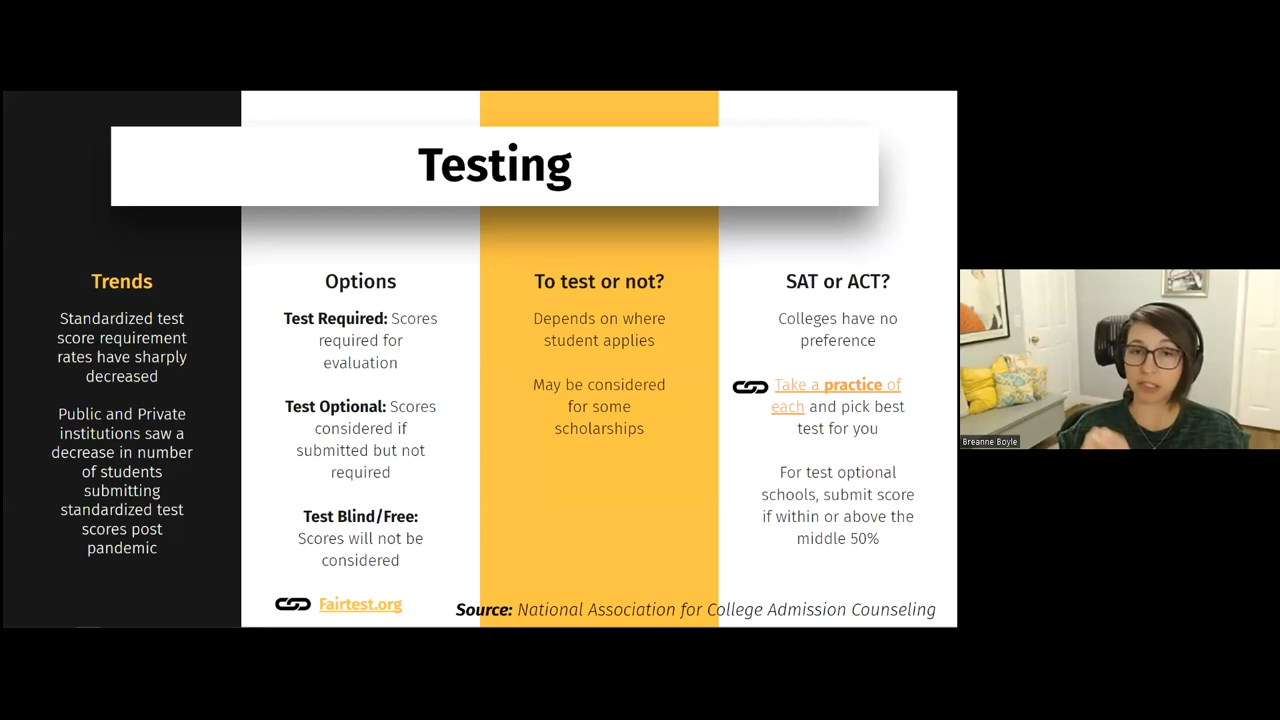 Testing
Trends
Standardized test
score requirement
rates have sharply
decreased
Public and Private
institutions saw a
decrease in number
of students
submitting
standardized test
scores post
pandemic
Options
Test Required: Scores
required for
evaluation
Test Optional: Scores
considered if
submitted but not
required
Test Blind/Free:
Scores will not be
considered
Fairtest.org
To test or not?
Depends on where
student applies
May be considered
for some
scholarships
SAT or ACT?
Colleges have no
preference
Take a practice of
each and pick best
test for you
For test optional
schools, submit score
if within or above the
middle 50%
Source: National Association for College Admission Counseling
Breanne Boyle